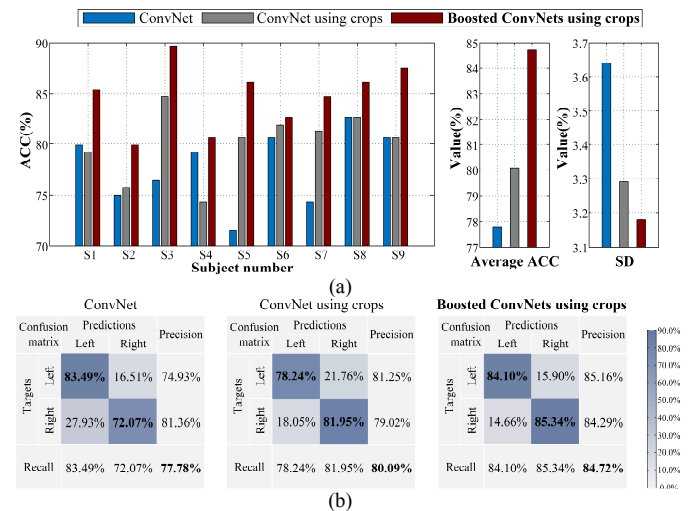 (a)
ConvNet
ConvNet using crops
Boosted ConvNets using crops
ACC(%)
90
85
80
75
70
S1 S2 S3 S4 S5 S6 S7 S8 S9
Subject number
Value(%)
85
84
83
82
81
80
79
78
77
Average ACC
Value(%)
3.7
3.6
3.5
3.4
3.3
3.2
3.1
SD
(a)
ConvNet
Confusion matrix
Predictions
Left Right
Precision
Targets
Left 83.49% 16.51% 74.93%
Right 27.93% 72.07% 81.36%
Recall 83.49% 72.07% 77.78%
ConvNet using crops
Confusion matrix
Predictions
Left Right
Precision
Targets
Left 78.24% 21.76% 81.25%
Right 18.05% 81.95% 79.02%
Recall 78.24% 81.95% 80.09%
Boosted ConvNets using crops
Confusion matrix
Predictions
Left Right
Precision
Targets
Left 84.10% 15.90% 85.16%
Right 14.66% 85.34% 84.29%
Recall 84.10% 85.34% 84.72%
90.0%
80.0%
70.0%
60.0%
50.0%
40.0%
30.0%
20.0%
10.0%
0.0%
(b)